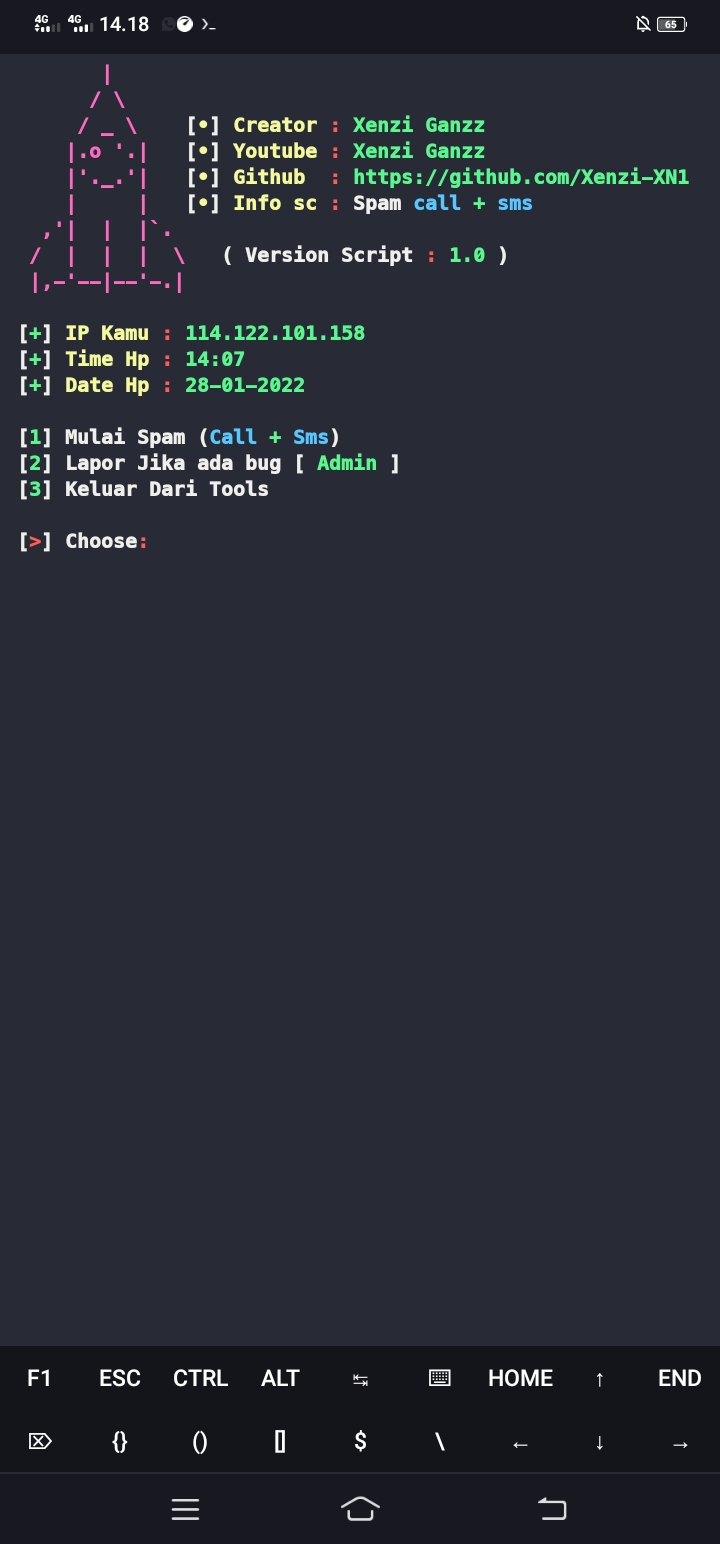 4G 4G 14.18 65
[•] Creator : Xenzi Ganzz
[•] Youtube : Xenzi Ganzz
[•] Github : https://github.com/Xenzi-XN1
[•] Info sc : Spam call + sms
( Version Script : 1.0 )
[+] IP Kamu : 114.122.101.158
[+] Time Hp : 14:07
[+] Date Hp : 28-01-2022
[1] Mulai Spam (Call + Sms)
[2] Lapor Jika ada bug [ Admin ]
[3] Keluar Dari Tools
[>] Choose:
F1 ESC CTRL ALT ↹ ⌨ HOME ↑ END
⌦ {} () [] $ \ ← ↓ →